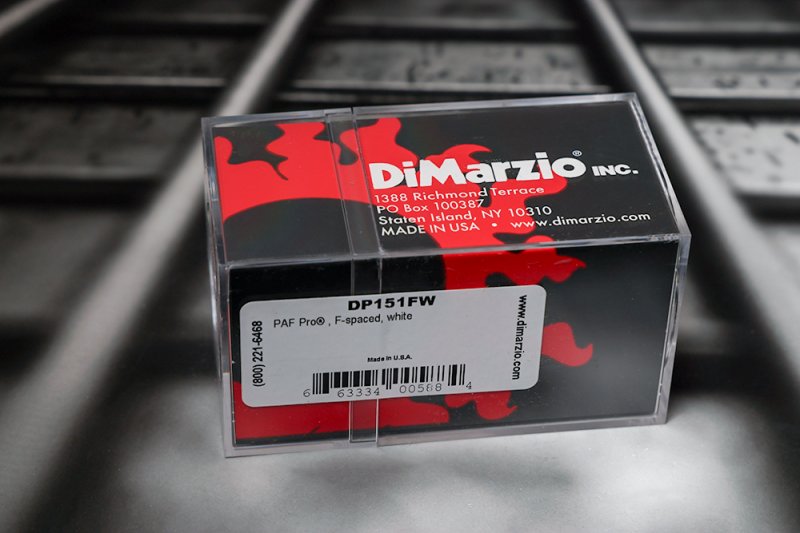 DiMarzio® INC.
1388 Richmond Terrace
PO Box 100387
Staten Island, NY 10310
MADE IN USA • www.dimarzio.com
DP151FW
PAF Pro® , F-spaced, white
(800) 221-6468
www.dimarzio.com
Made in U.S.A.
6 63334 00588 4